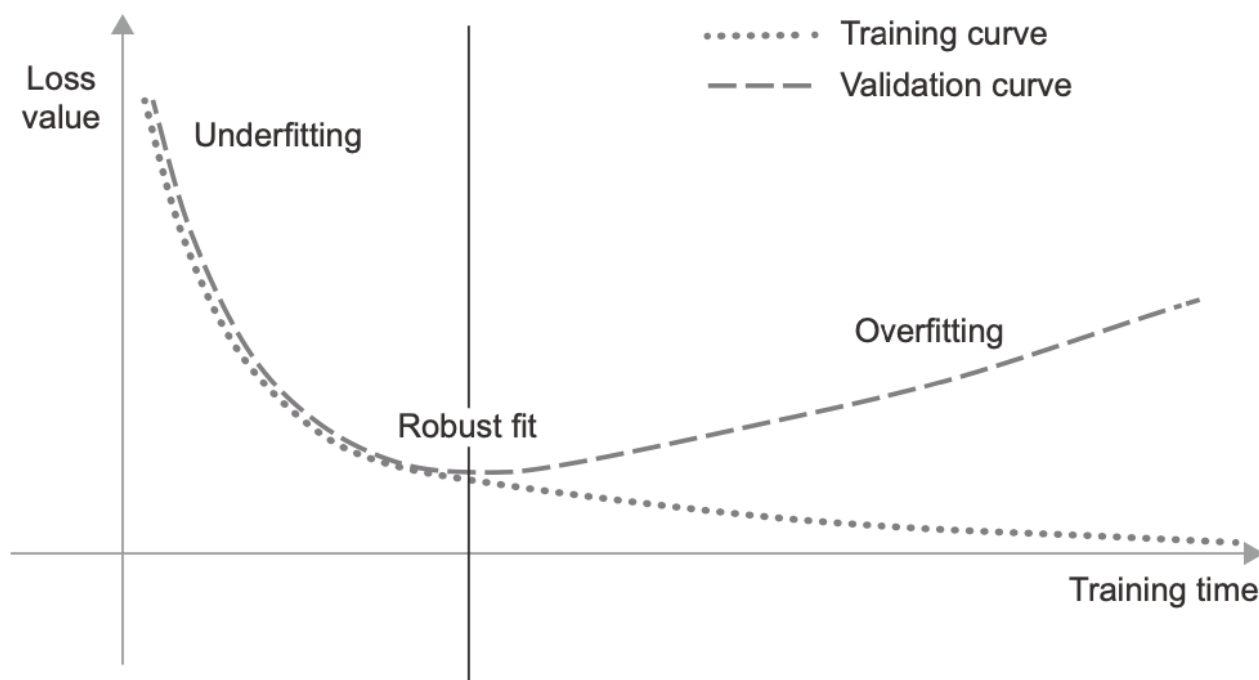 Training curve
Validation curve
Loss
value
Underfitting
Overfitting
Robust fit
Training time